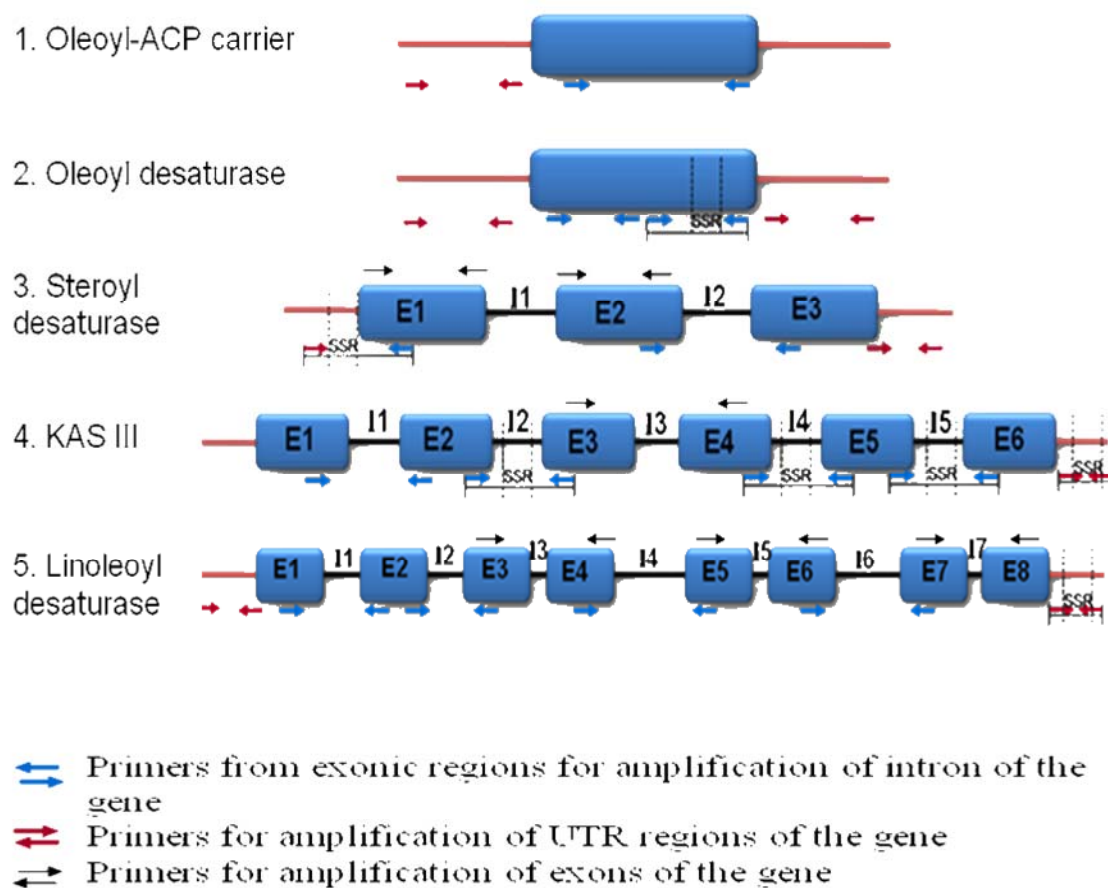 1. Oleoyl-ACP carrier
2. Oleoyl desaturase
SSR
3. Steroyl
desaturase
E1 I1 E2 I2 E3
SSR
4. KAS III
E1 I1 E2 I2 E3 I3 E4 I4 E5 I5 E6
SSR SSR SSR SSR
5. Linoleoyl
desaturase
E1 I1 E2 I2 E3 I3 E4 I4 E5 I5 E6 I6 E7 I7 E8
SSR
Primers from exonic regions for amplification of intron of the
gene
Primers for amplification of UTR regions of the gene
Primers for amplification of exons of the gene